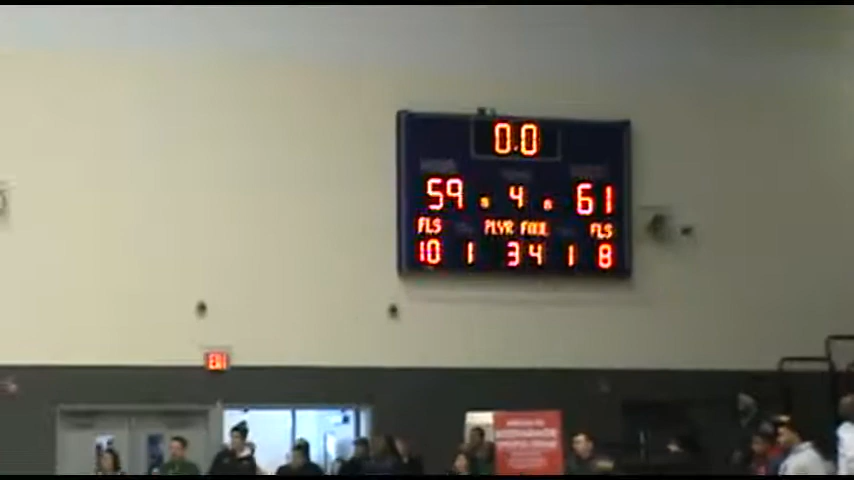 0.0
59 B 4 B 61
FLS PLYR FOUL FLS
10 1 34 1 8
EXIT